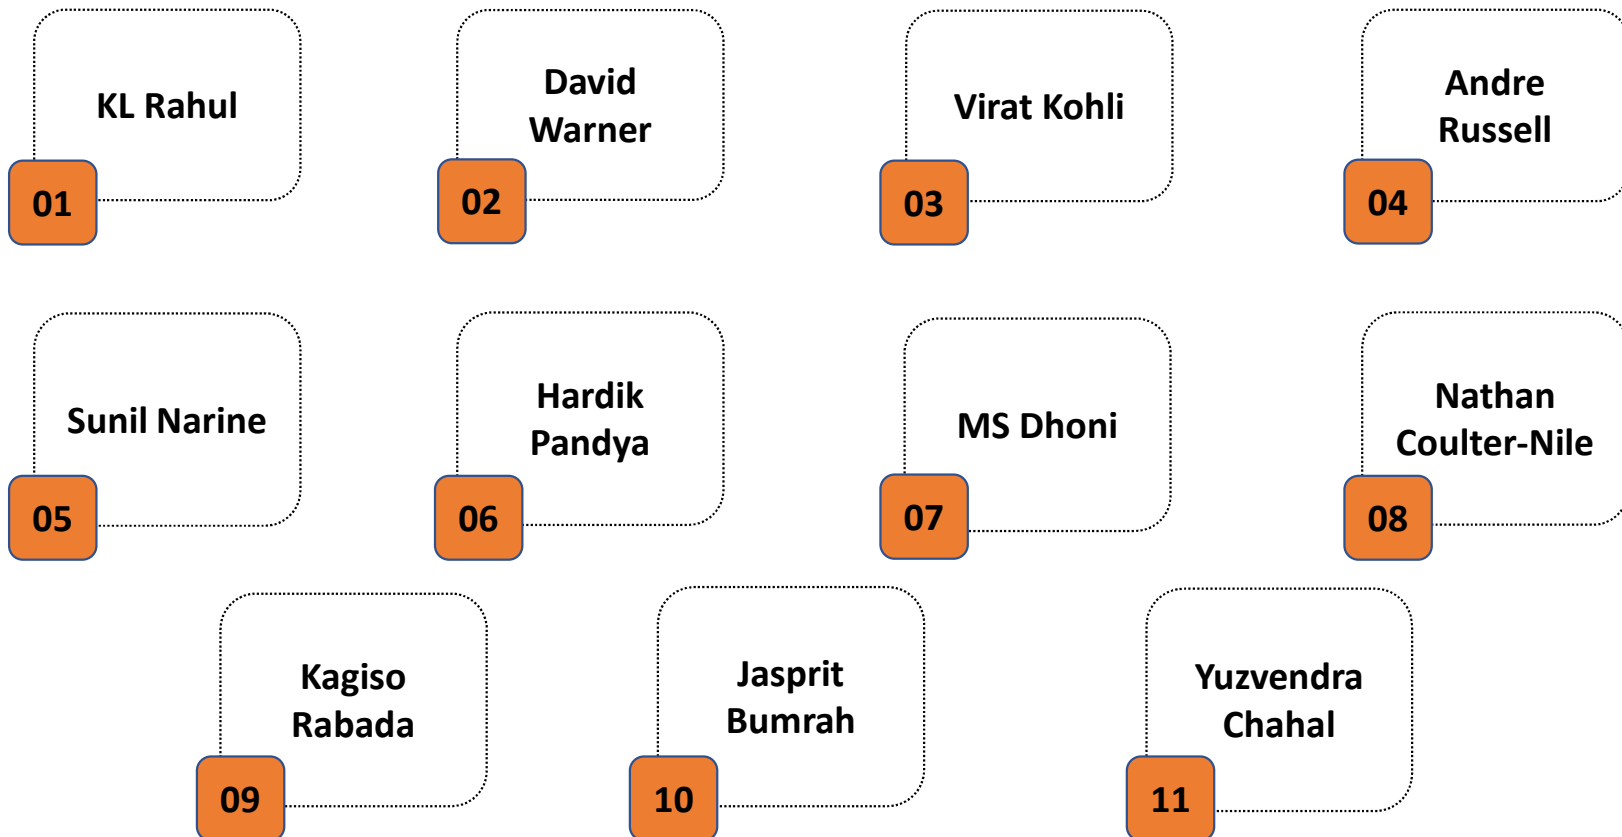 KL Rahul
01
David
Warner
02
Virat Kohli
03
Andre
Russell
04
Sunil Narine
05
Hardik
Pandya
06
MS Dhoni
07
Nathan
Coulter-Nile
08
Kagiso
Rabada
09
Jasprit
Bumrah
10
Yuzvendra
Chahal
11